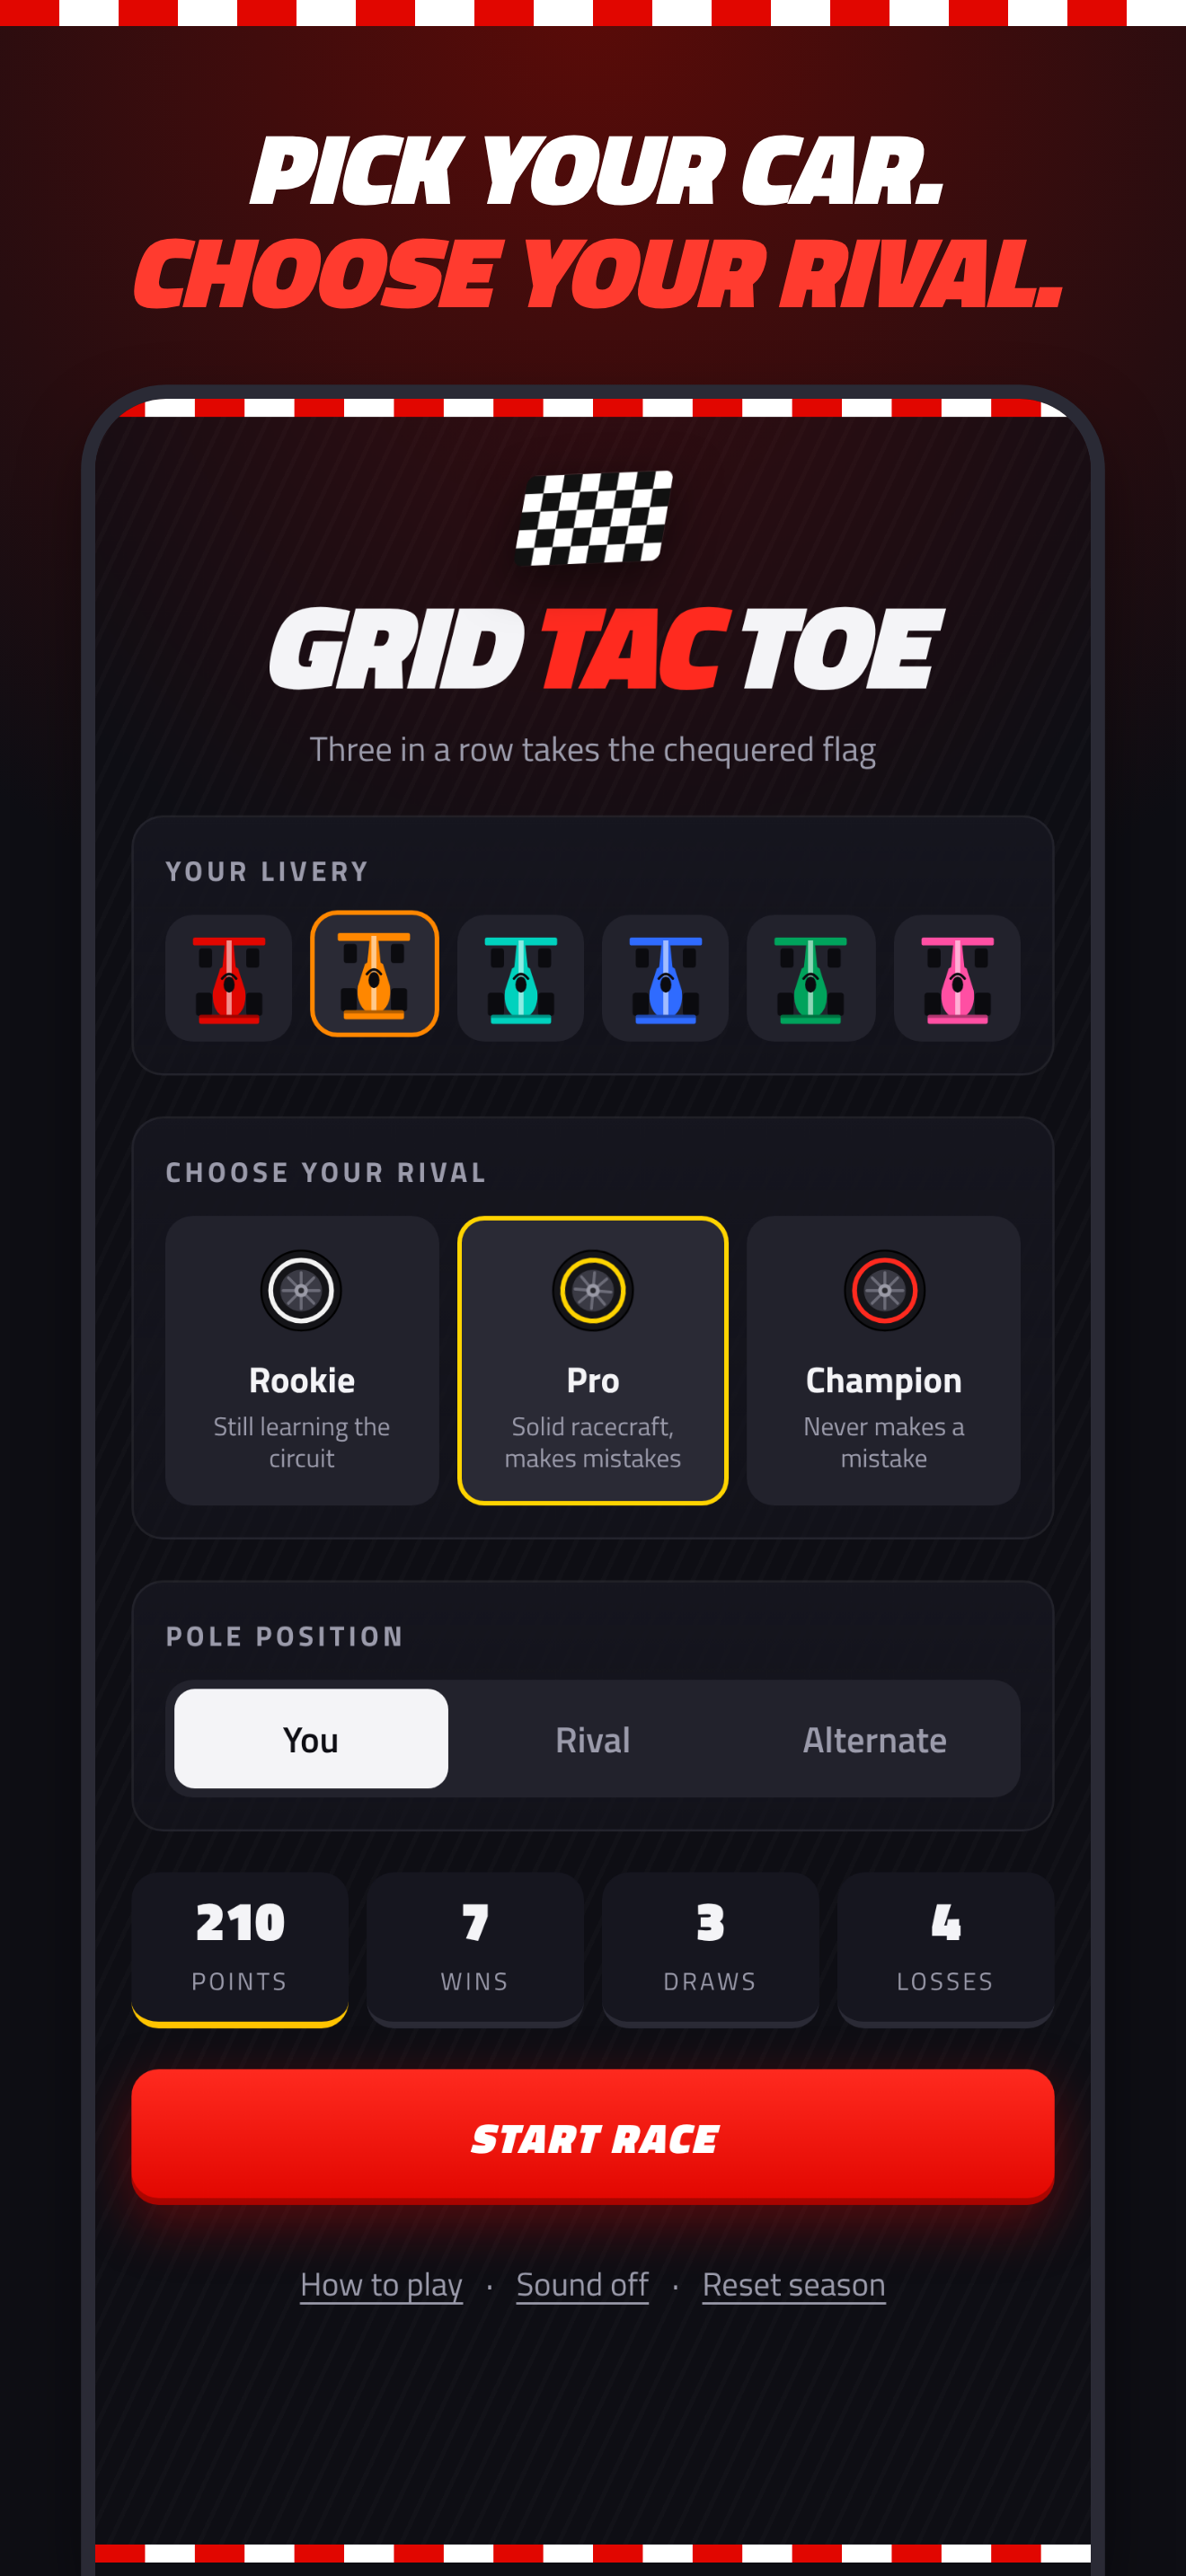 PICK YOUR CAR.
CHOOSE YOUR RIVAL.
GRID TAC TOE
Three in a row takes the chequered flag
YOUR LIVERY
CHOOSE YOUR RIVAL
Rookie
Still learning the
circuit
Pro
Solid racecraft,
makes mistakes
Champion
Never makes a
mistake
POLE POSITION
You Rival Alternate
210 7 3 4
POINTS WINS DRAWS LOSSES
START RACE
How to play · Sound off · Reset season